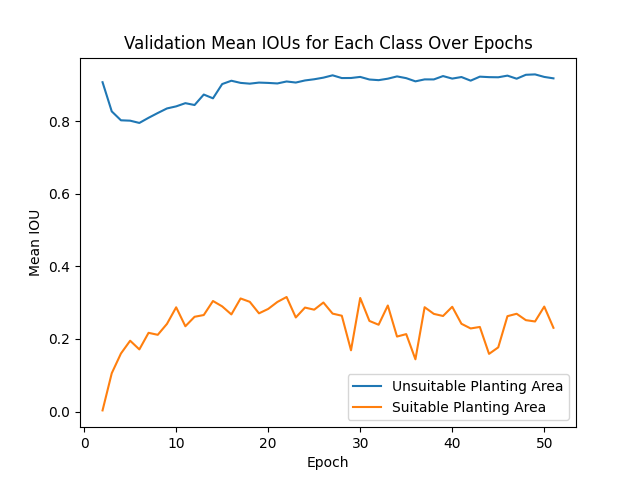 Validation Mean IOUs for Each Class Over Epochs
Mean IOU
0.8
0.6
0.4
0.2
0.0
Unsuitable Planting Area
Suitable Planting Area
0
10
20
30
40
50
Epoch